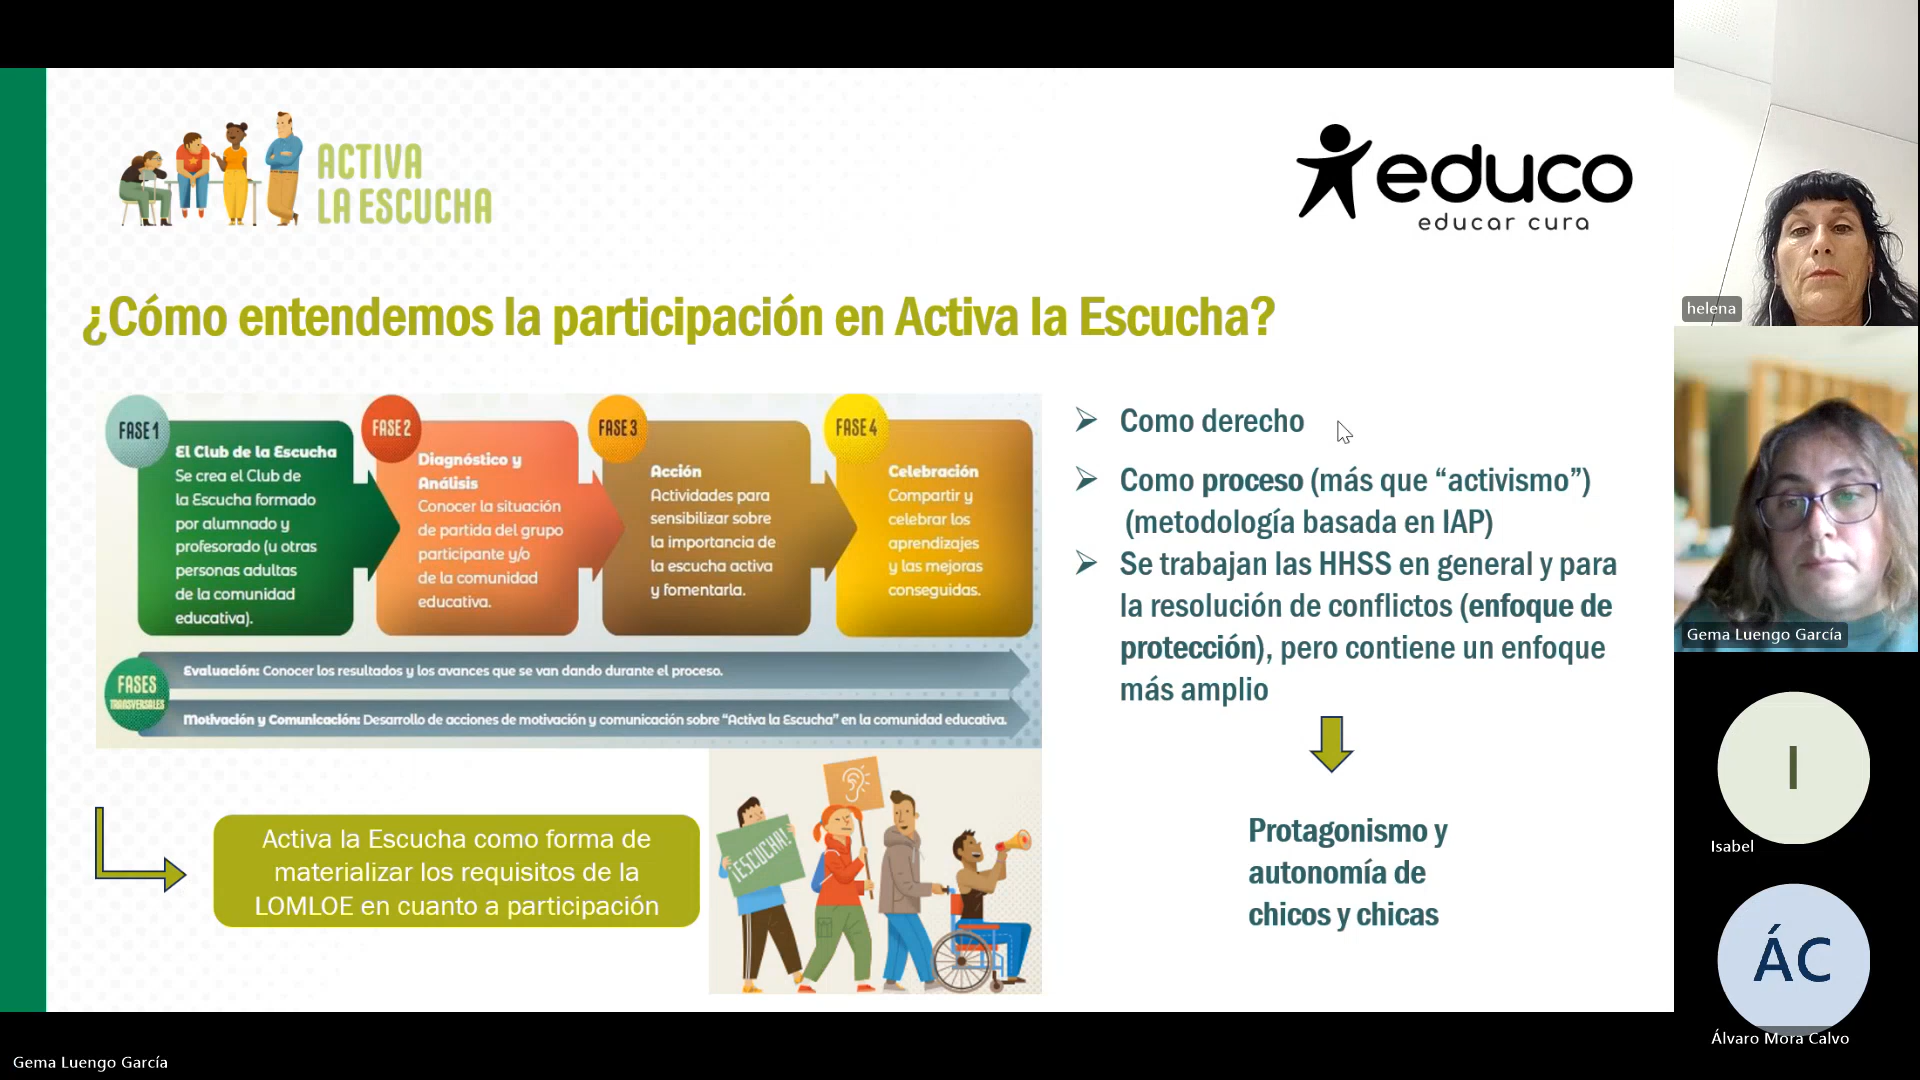 ACTIVA
LA ESCUCHA
educo
educar cura
¿Cómo entendemos la participación en Activa la Escucha?
FASE 1
El Club de la Escucha
Se crea el Club de
la Escucha formado
por alumnado y
profesorado (u otras
personas adultas
de la comunidad
educativa).
FASE 2
Diagnóstico y
Análisis
Conocer la situación
de partida del grupo
participante y/o
de la comunidad
educativa.
FASE 3
Acción
Actividades para
sensibilizar sobre
la importancia de
la escucha activa
y fomentarla.
FASE 4
Celebración
Compartir y
celebrar los
aprendizajes
y las mejoras
conseguidas.
FASES
TRANSVERSALES
Evaluación: Conocer los resultados y los avances que se van dando durante el proceso.
Motivación y Comunicación: Desarrollo de acciones de motivación y comunicación sobre “Activa la Escucha” en la comunidad educativa.
Activa la Escucha como forma de
materializar los requisitos de la
LOMLOE en cuanto a participación
¡ESCUCHA!
➢ Como derecho
➢ Como proceso (más que “activismo”)
(metodología basada en IAP)
➢ Se trabajan las HHSS en general y para
la resolución de conflictos (enfoque de
protección), pero contiene un enfoque
más amplio
Protagonismo y
autonomía de
chicos y chicas
helena
Gema Luengo García
I
Isabel
ÁC
Álvaro Mora Calvo
Gema Luengo García